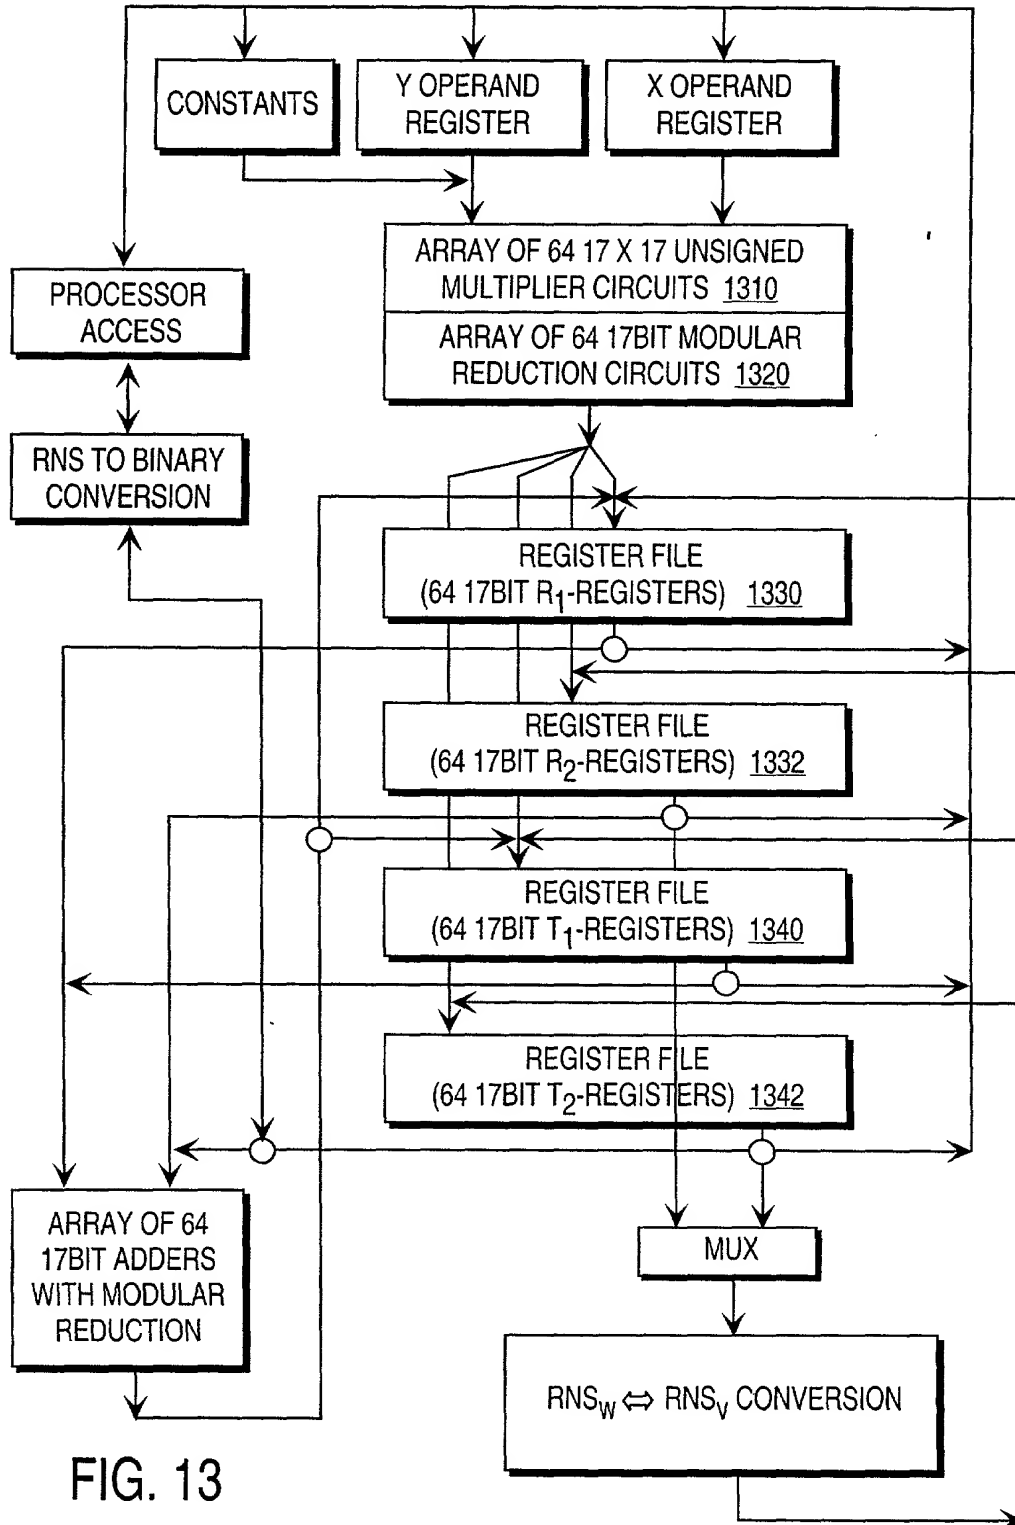 CONSTANTS
Y OPERAND
REGISTER
X OPERAND
REGISTER
ARRAY OF 64 17 X 17 UNSIGNED
MULTIPLIER CIRCUITS 1310
ARRAY OF 64 17BIT MODULAR
REDUCTION CIRCUITS 1320
PROCESSOR
ACCESS
RNS TO BINARY
CONVERSION
REGISTER FILE
(64 17BIT R1-REGISTERS) 1330
REGISTER FILE
(64 17BIT R2-REGISTERS) 1332
REGISTER FILE
(64 17BIT T1-REGISTERS) 1340
REGISTER FILE
(64 17BIT T2-REGISTERS) 1342
ARRAY OF 64
17BIT ADDERS
WITH MODULAR
REDUCTION
MUX
RNSW ⇔ RNSV CONVERSION
FIG. 13